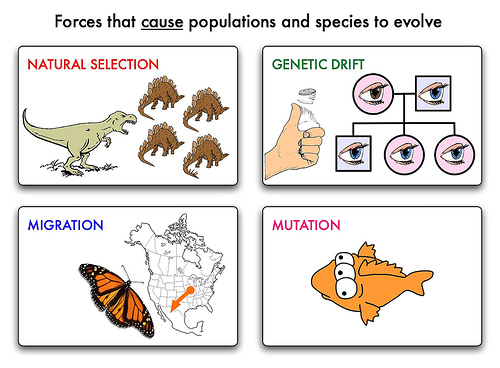 Forces that cause populations and species to evolve
NATURAL SELECTION
GENETIC DRIFT
MIGRATION
MUTATION